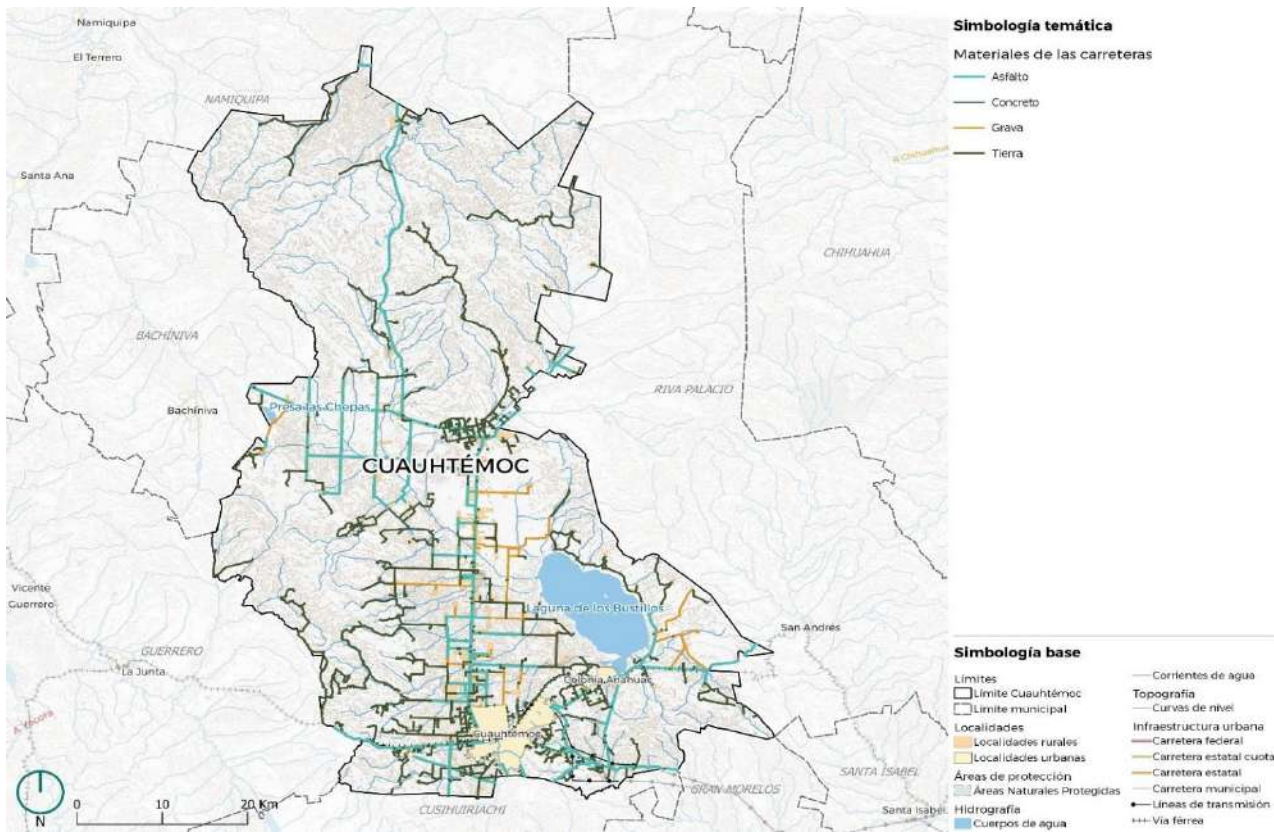 Namiquipa
El Terrero
NAMIQUIPA
Santa Ana
A Chihuahua
CHIHUAHUA
BACHÍNIVA
RIVA PALACIO
Bachíniva
Presa las Chepas
CUAUHTÉMOC
Vicente
Guerrero
Laguna de los Bustillos
San Andrés
GUERRERO
La Junta
Colonia Anáhuac
Cuauhtémoc
SANTA ISABEL
GRAN MORELOS
CUSIHUIRIACHI
Santa Isabel
0 10 20 Km
N
Simbología temática
Materiales de las carreteras
Asfalto
Concreto
Grava
Tierra
Simbología base
Límites
Límite Cuauhtémoc
Límite municipal
Localidades
Localidades rurales
Localidades urbanas
Áreas de protección
Áreas Naturales Protegidas
Hidrografía
Cuerpos de agua
Corrientes de agua
Topografía
Curvas de nivel
Infraestructura urbana
Carretera federal
Carretera estatal cuota
Carretera estatal
Carretera municipal
Líneas de transmisión
Vía férrea